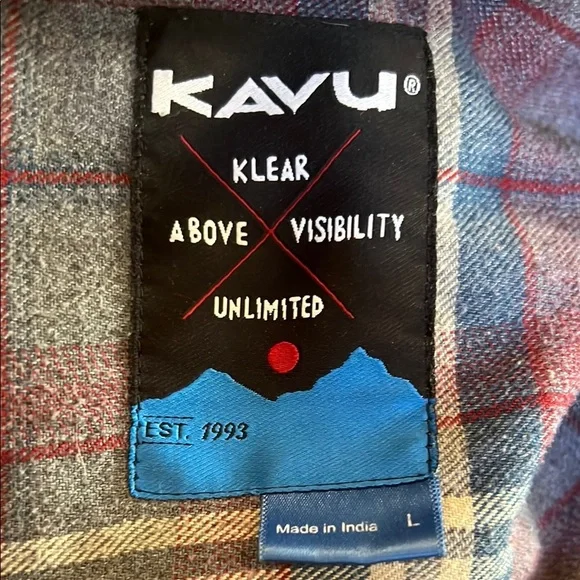 KAVU®
KLEAR
ABOVE VISIBILITY
UNLIMITED
EST. 1993
Made in India L